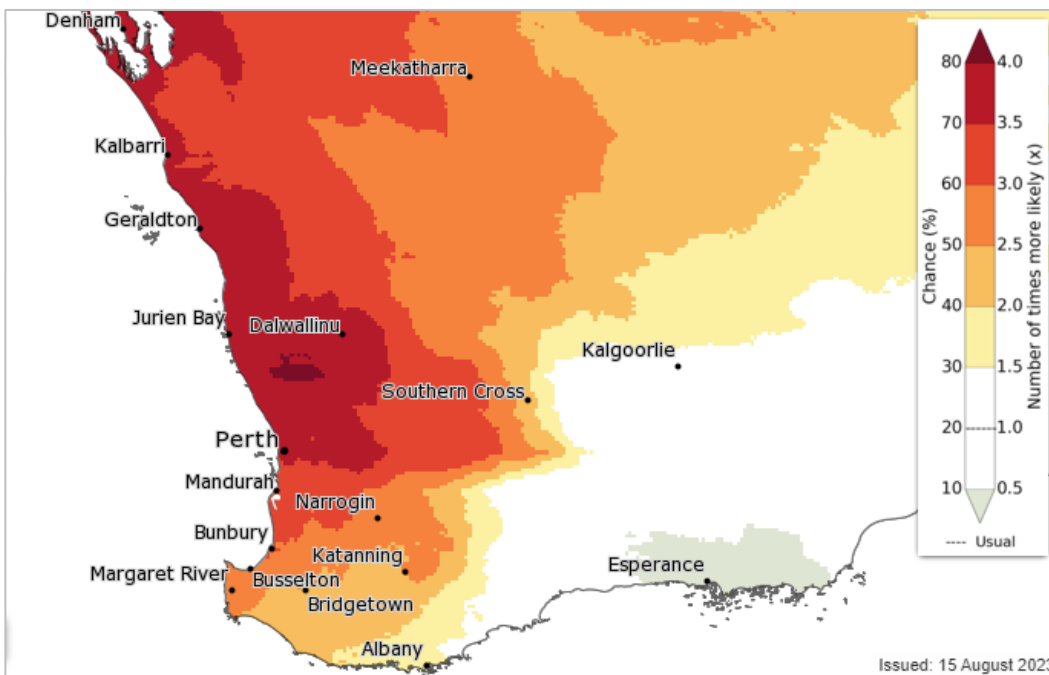 Denham
Meekatharra
Kalbarri
Geraldton
Jurien Bay
Dalwallinu
Kalgoorlie
Southern Cross
Perth
Mandurah
Narrogin
Bunbury
Katanning
Margaret River
Busselton
Esperance
Bridgetown
Albany
Chance (%)
Number of times more likely (x)
80 4.0
70 3.5
60 3.0
50 2.5
40 2.0
30 1.5
20 1.0
10 0.5
---- Usual
Issued: 15 August 2023